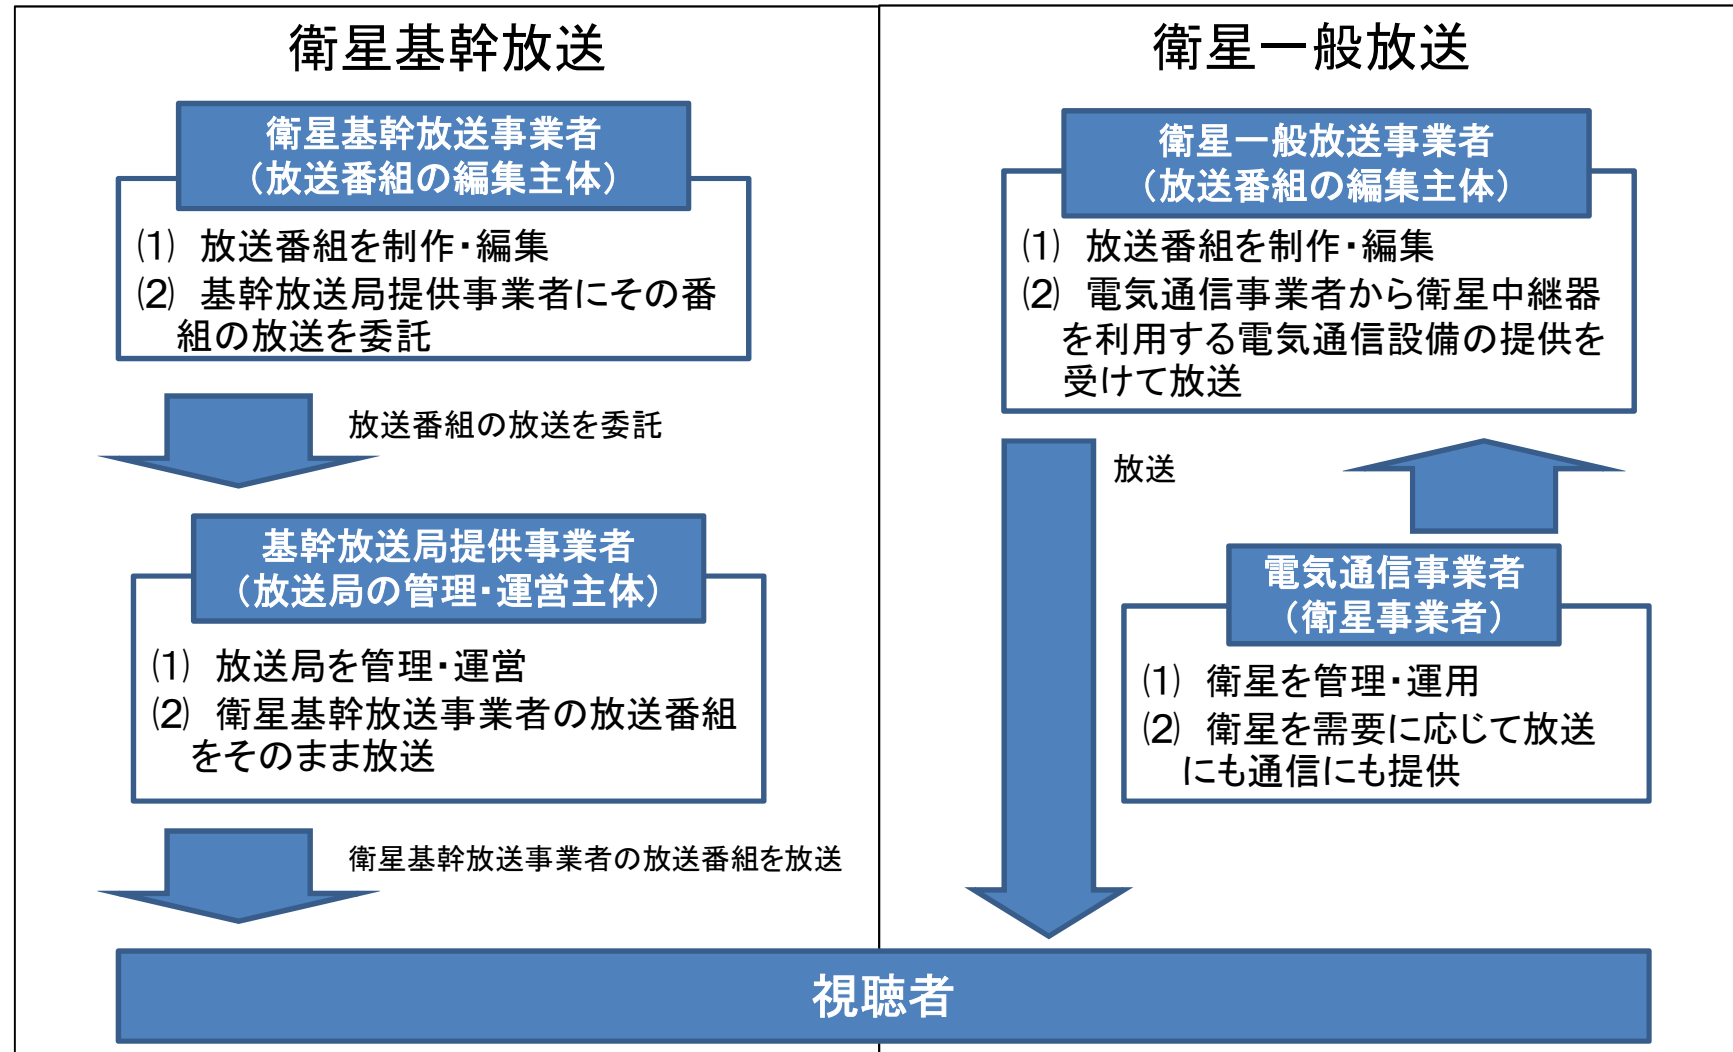 衛星基幹放送
衛星基幹放送事業者
（放送番組の編集主体）
⑴ 放送番組を制作・編集
⑵ 基幹放送局提供事業者にその番
組の放送を委託
放送番組の放送を委託
基幹放送局提供事業者
（放送局の管理・運営主体）
⑴ 放送局を管理・運営
⑵ 衛星基幹放送事業者の放送番組
をそのまま放送
衛星基幹放送事業者の放送番組を放送
衛星一般放送
衛星一般放送事業者
（放送番組の編集主体）
⑴ 放送番組を制作・編集
⑵ 電気通信事業者から衛星中継器
を利用する電気通信設備の提供を
受けて放送
放送
電気通信事業者
（衛星事業者）
⑴ 衛星を管理・運用
⑵ 衛星を需要に応じて放送
にも通信にも提供
視聴者